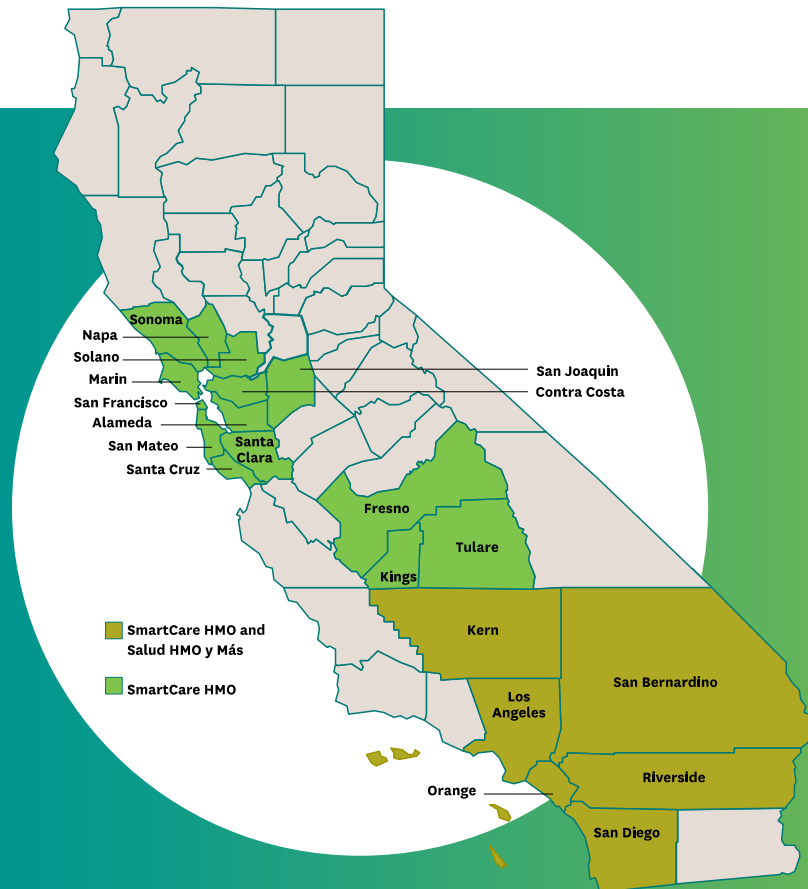 Sonoma
Napa
Solano
Marin
San Francisco
Alameda
San Mateo
Santa Cruz
Santa
Clara
San Joaquin
Contra Costa
Fresno
Tulare
Kings
Kern
San Bernardino
Los
Angeles
Riverside
Orange
San Diego
SmartCare HMO and
Salud HMO y Más
SmartCare HMO